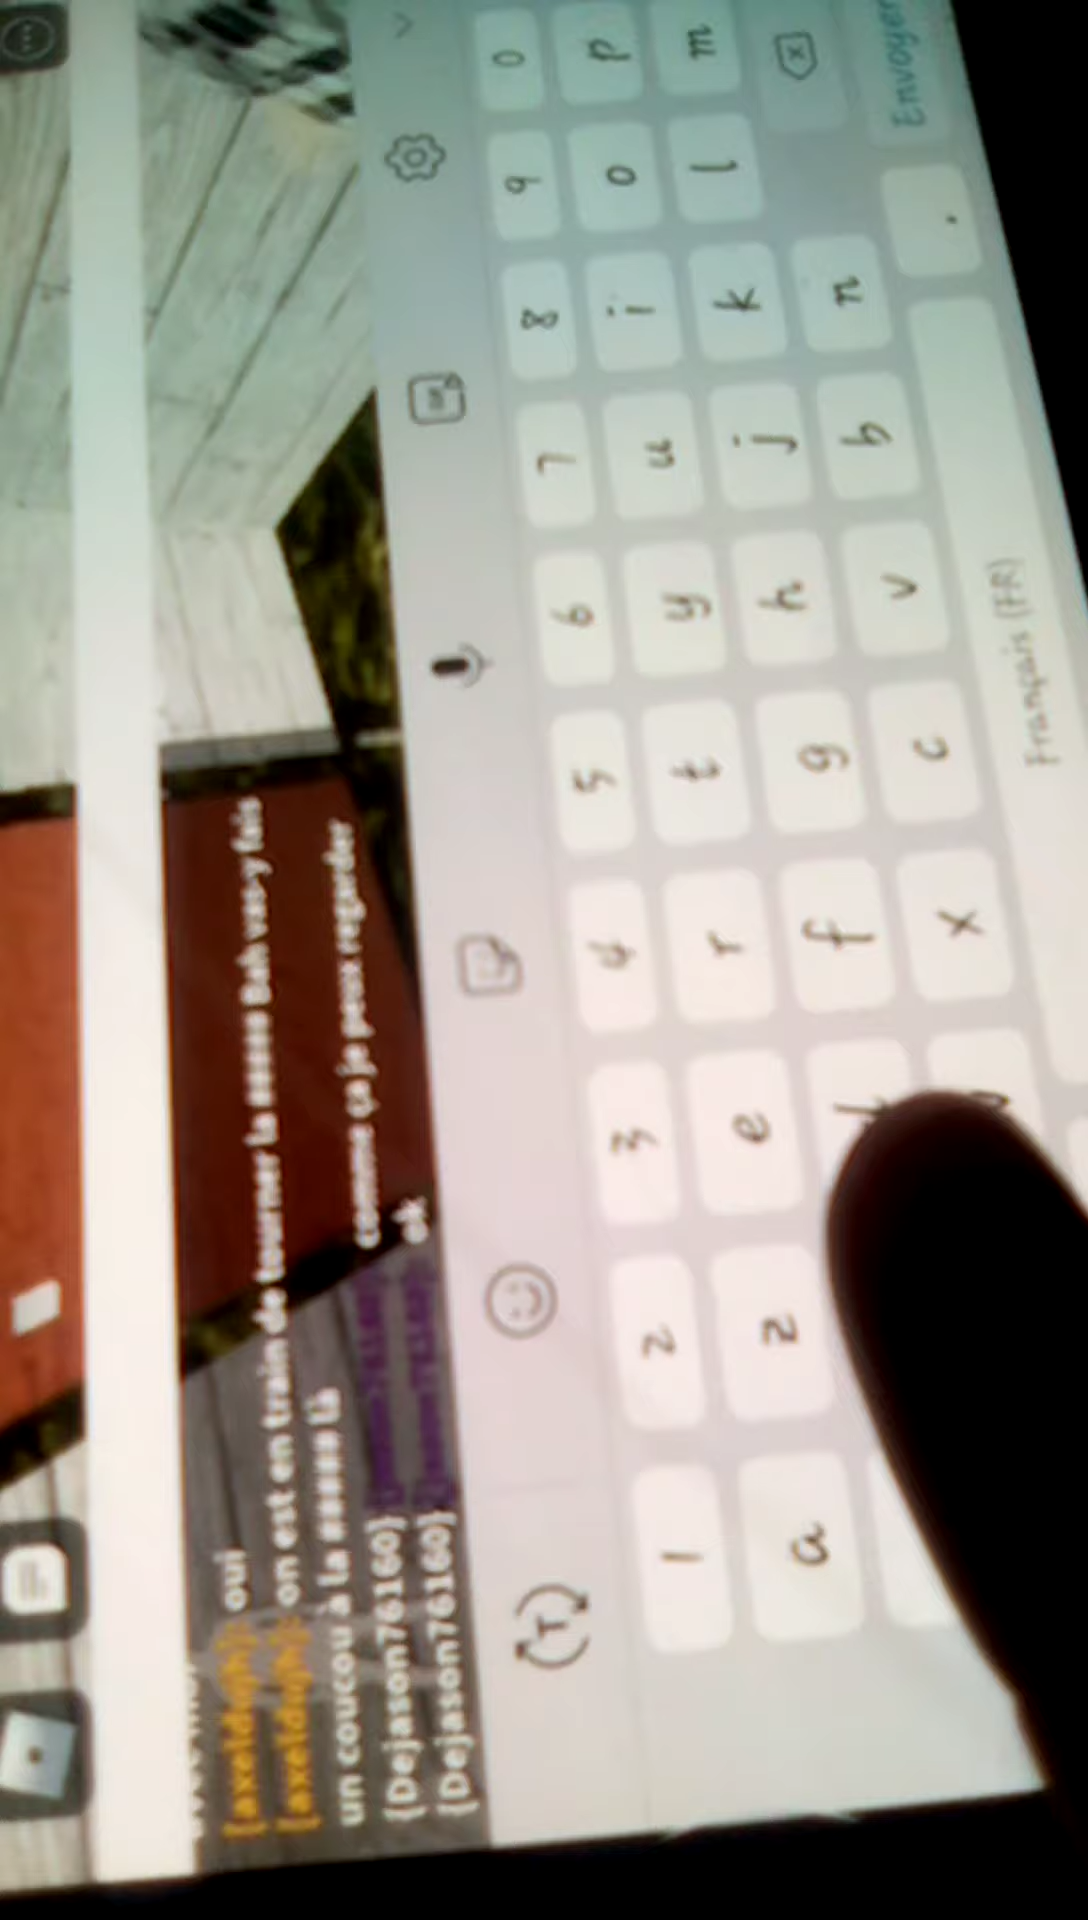 [axeldujh]: oui
[axeldujh]: on est en train de tourner la #### Bah vas-y fais
un coucou à la ##### là
{Dejason76160} comme ça je peux regarder
{Dejason76160} ok
T
1 2 3 4 5 6 7 8 9 0
a z e r t y u i o p
f g h j k l m
x c v b n
Français (FR) . Envoyer